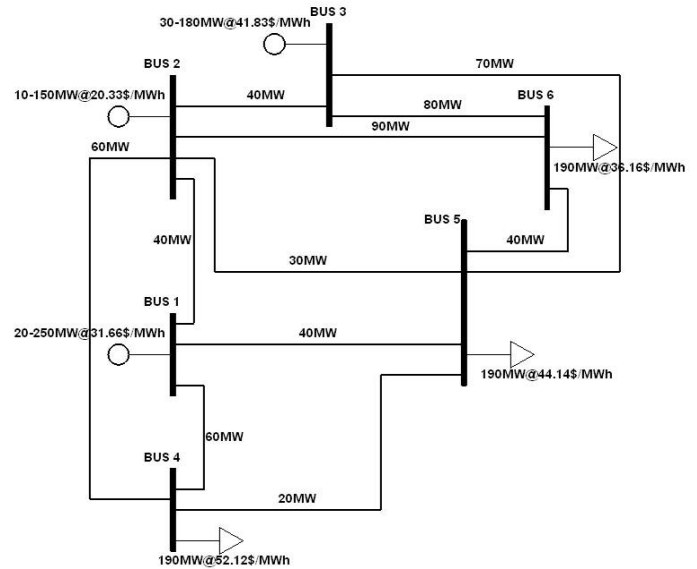 BUS 3
30-180MW@41.83$/MWh
BUS 2
70MW
10-150MW@20.33$/MWh
40MW
80MW
BUS 6
90MW
60MW
190MW@36.16$/MWh
BUS 5
40MW
40MW
30MW
BUS 1
20-250MW@31.66$/MWh
40MW
190MW@44.14$/MWh
60MW
BUS 4
20MW
190MW@52.12$/MWh